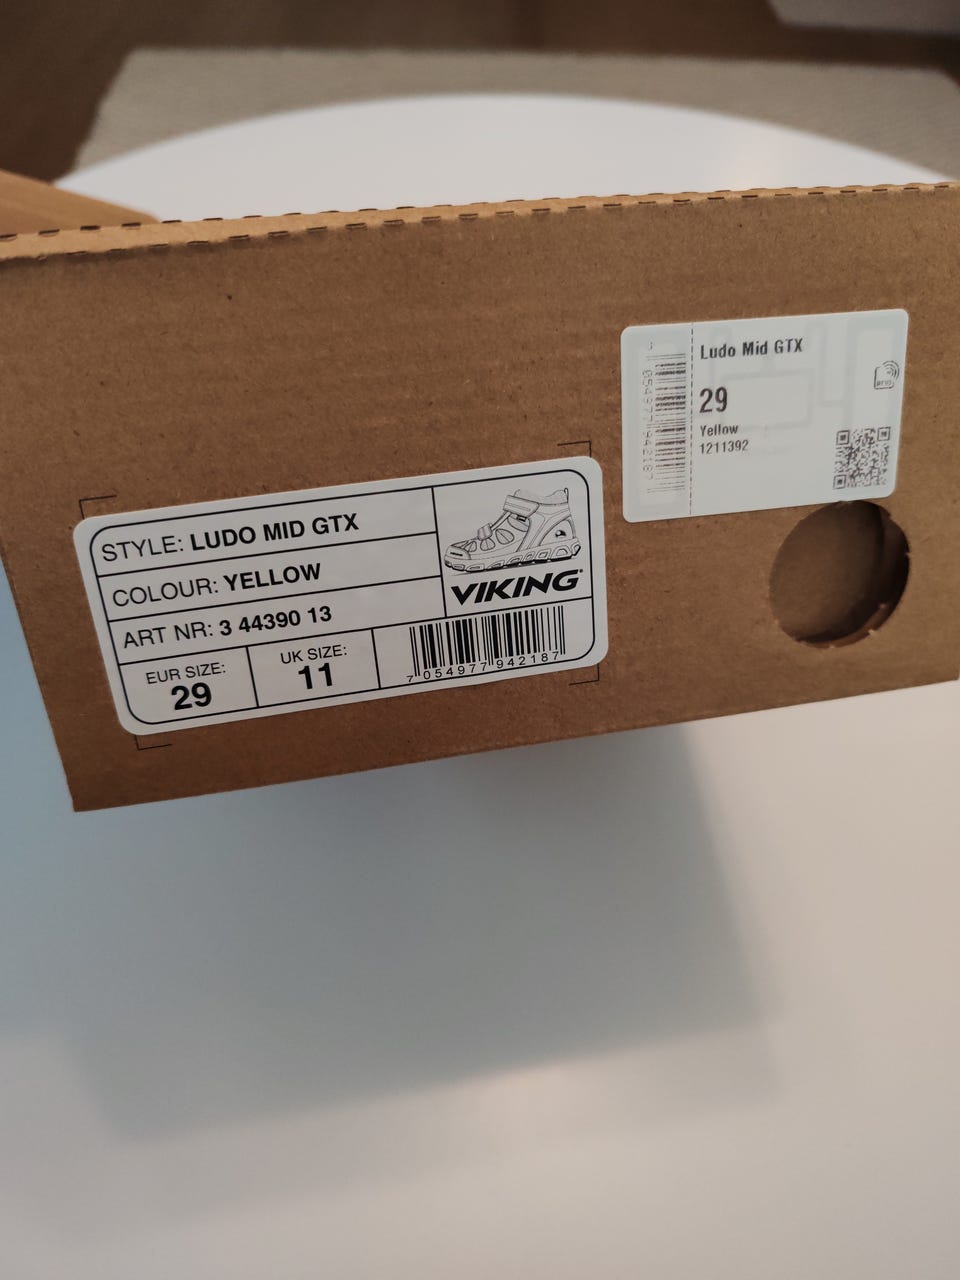 STYLE: LUDO MID GTX
COLOUR: YELLOW
ART NR: 3 44390 13
EUR SIZE:
29
UK SIZE:
11
VIKING
7 054977 942187
Ludo Mid GTX
29
Yellow
1211392
RFID